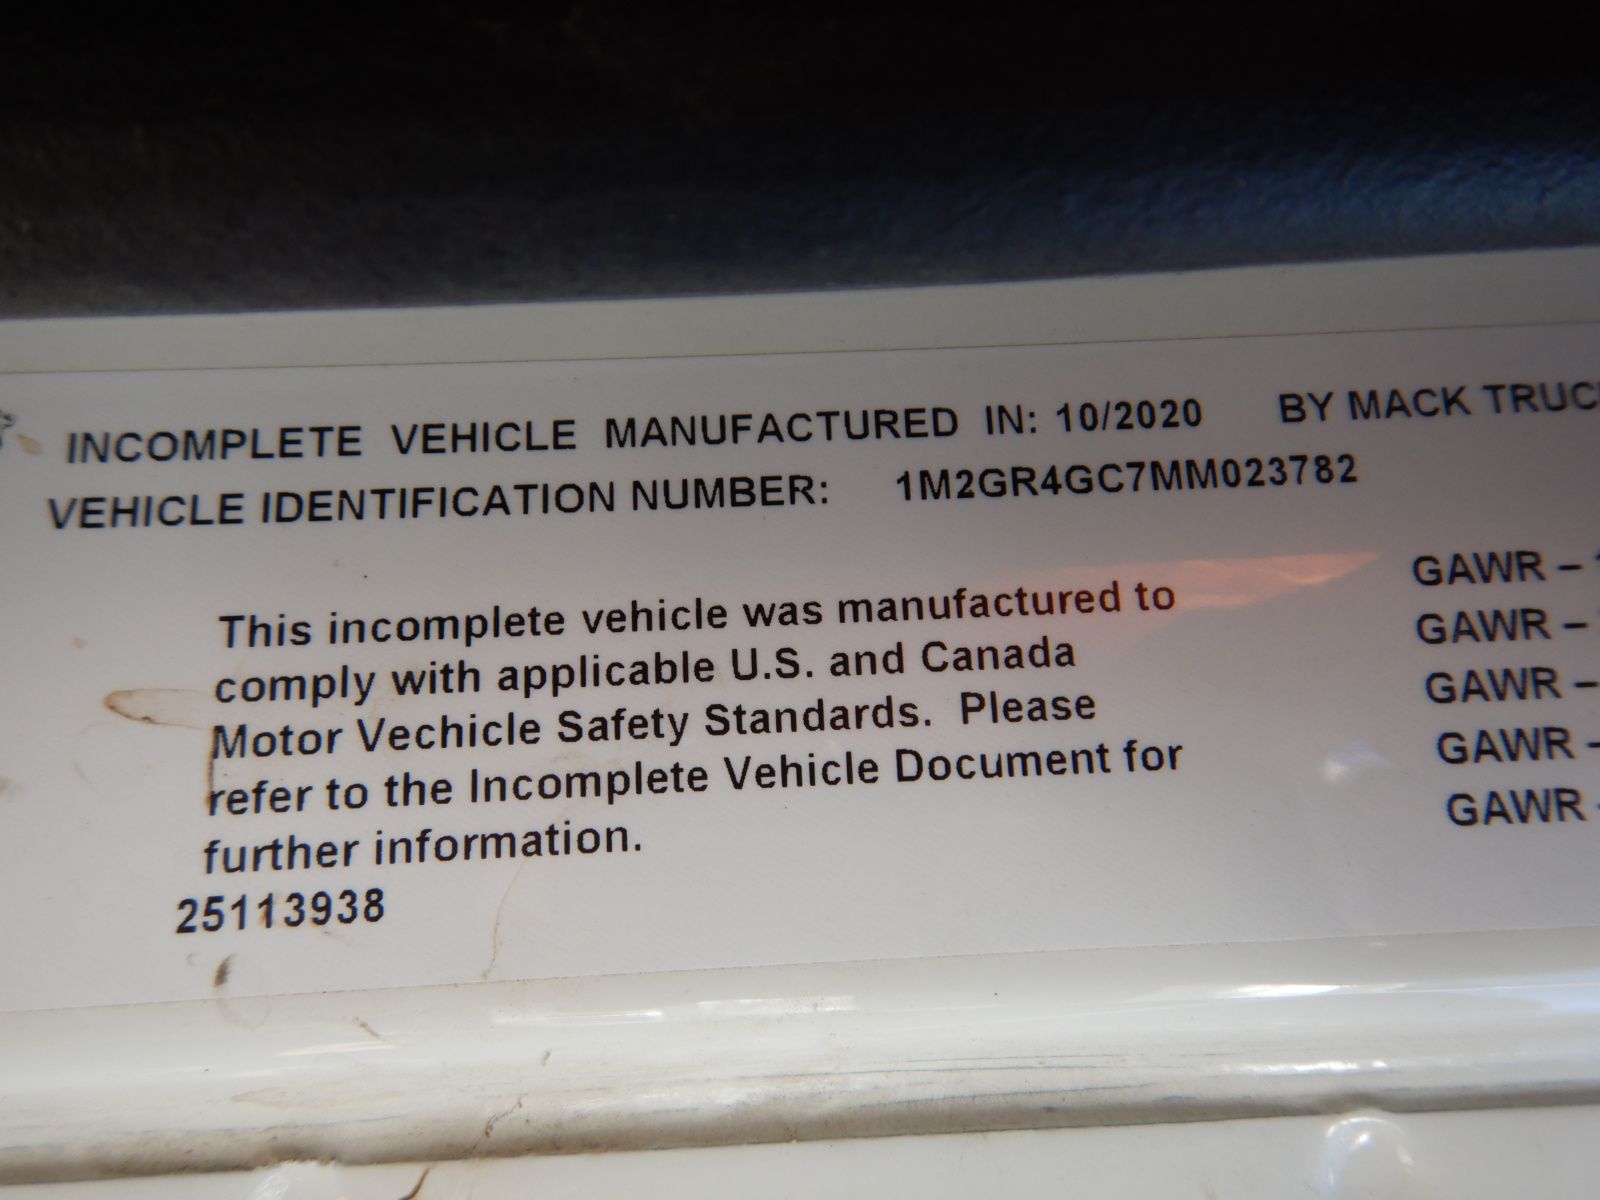 INCOMPLETE VEHICLE MANUFACTURED IN: 10/2020 BY MACK TRUC
VEHICLE IDENTIFICATION NUMBER: 1M2GR4GC7MM023782
This incomplete vehicle was manufactured to
comply with applicable U.S. and Canada
Motor Vechicle Safety Standards. Please
refer to the Incomplete Vehicle Document for
further information.
25113938
GAWR –
GAWR –
GAWR –
GAWR –
GAWR -